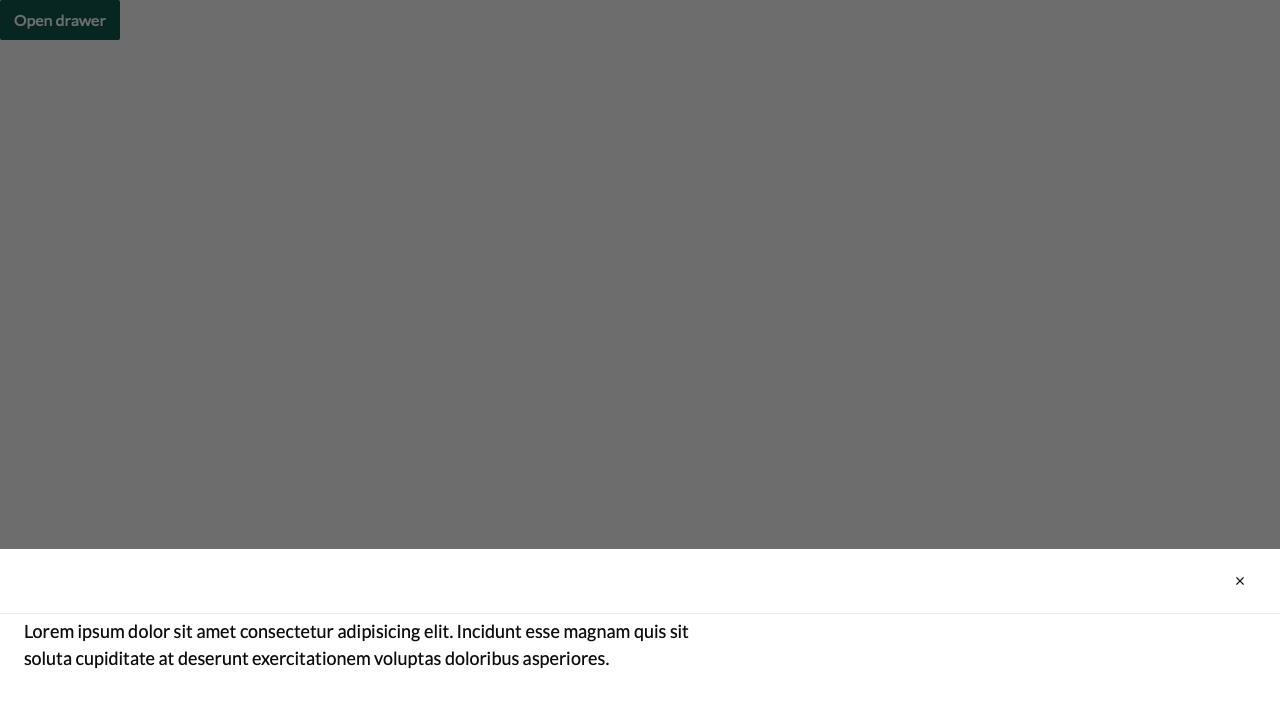 Open drawer
×
Lorem ipsum dolor sit amet consectetur adipisicing elit. Incidunt esse magnam quis sit
soluta cupiditate at deserunt exercitationem voluptas doloribus asperiores.